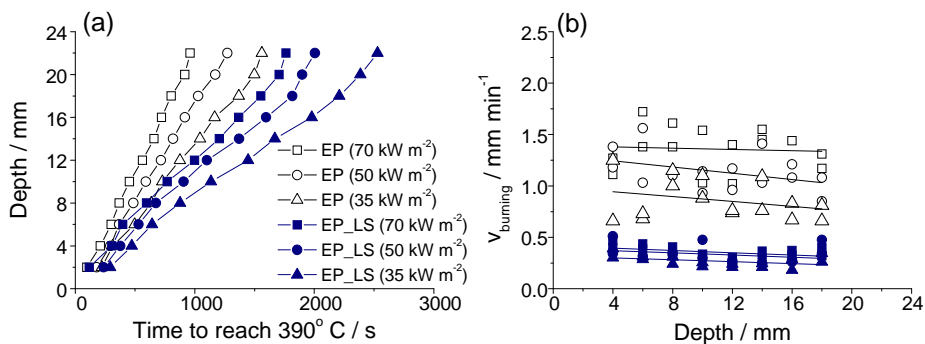 (a)
22
20
16
12
8
4
2
0
Depth / mm
0
1000
2000
3000
Time to reach 390° C / s
EP (70 kW m⁻²)
EP (50 kW m⁻²)
EP (35 kW m⁻²)
EP_LS (70 kW m⁻²)
EP_LS (50 kW m⁻²)
EP_LS (35 kW m⁻²)
(b)
2.5
2.0
1.5
1.0
0.5
0.0
v_burning / mm min⁻¹
0
4
8
12
16
20
24
Depth / mm